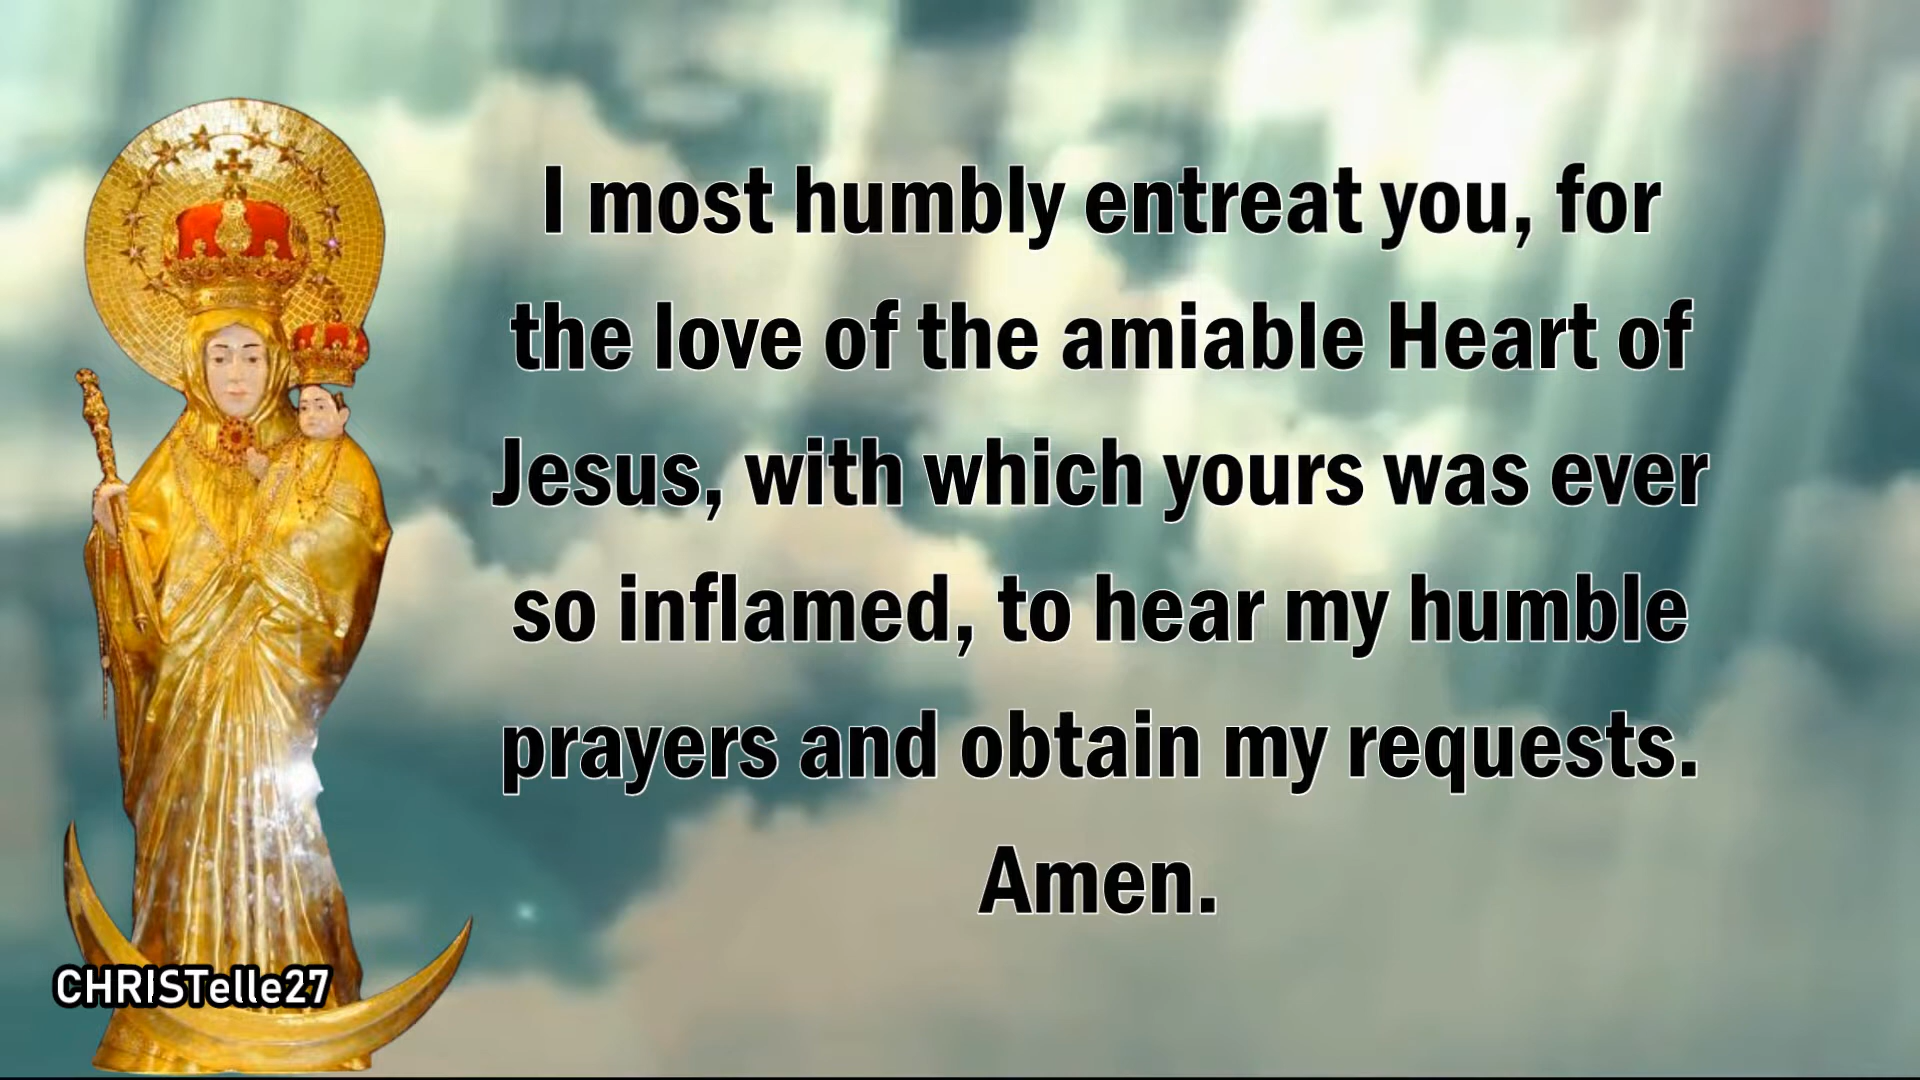 I most humbly entreat you, for
the love of the amiable Heart of
Jesus, with which yours was ever
so inflamed, to hear my humble
prayers and obtain my requests.
Amen.
CHRISTelle27